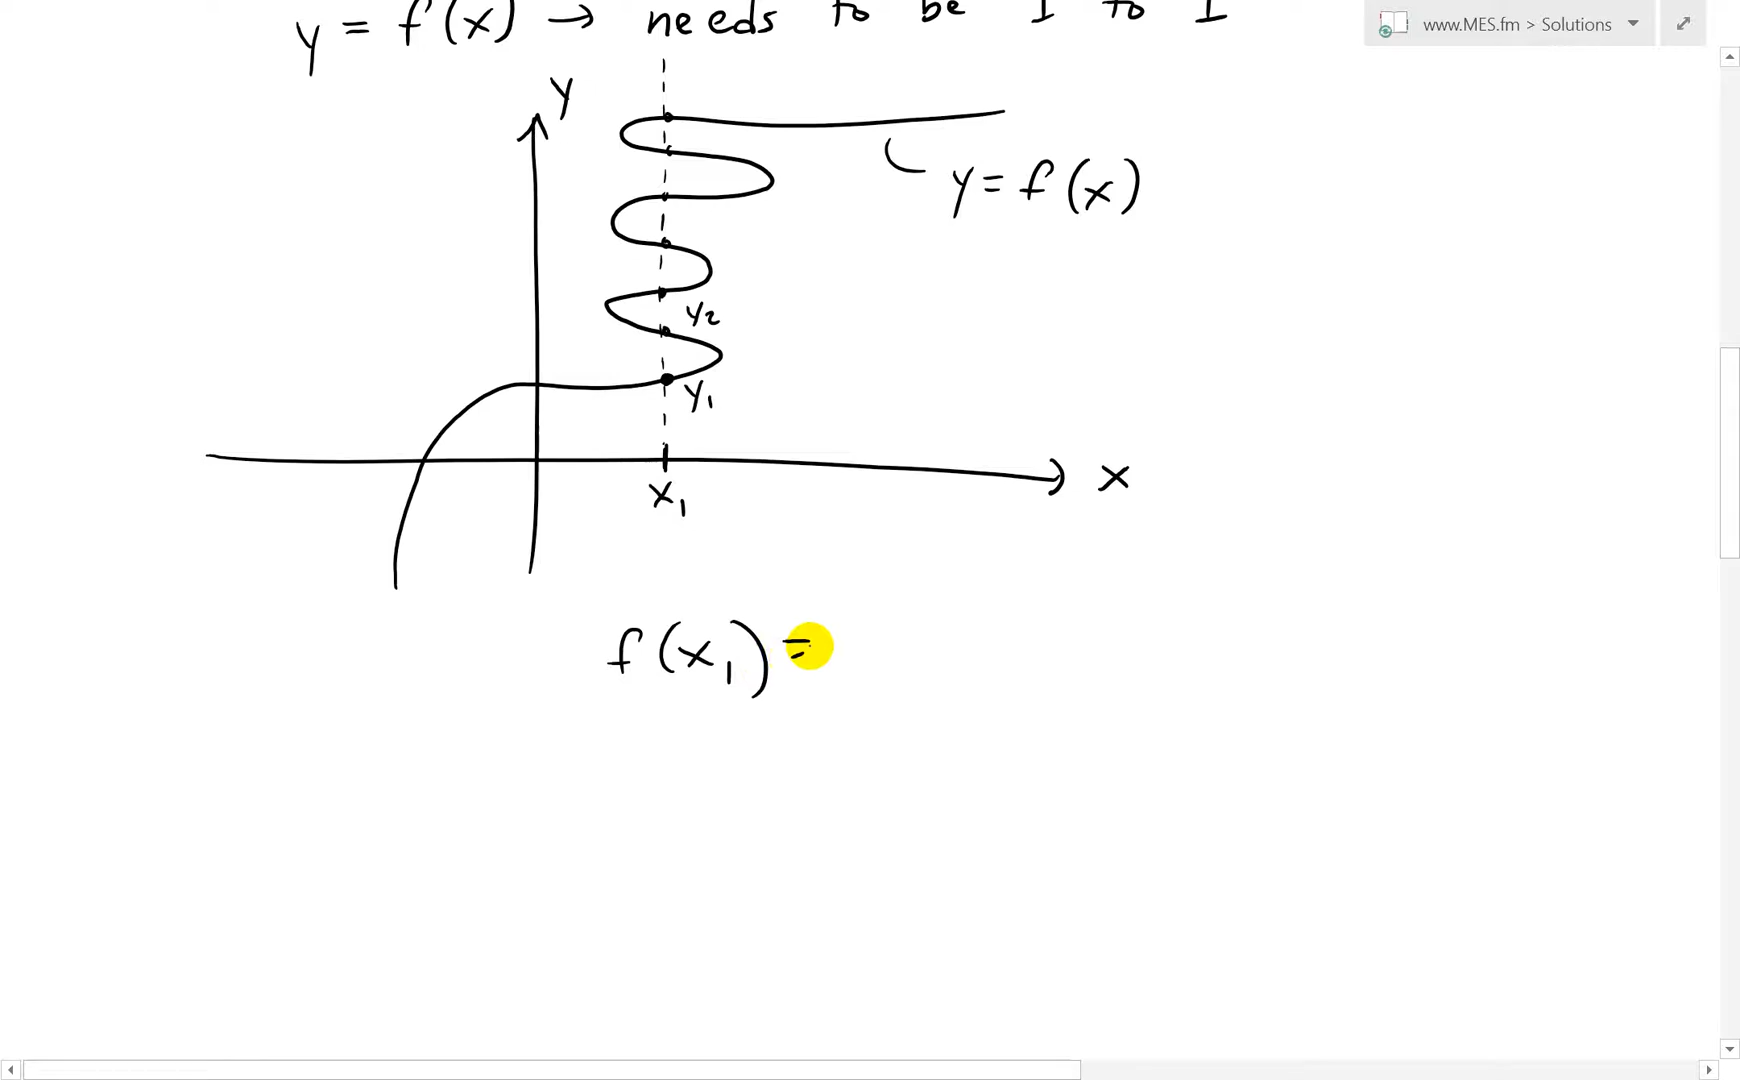 y = f(x) → needs to be 1 to 1
www.MES.fm > Solutions
y
y = f(x)
y2
y1
x
x1
f(x1) =